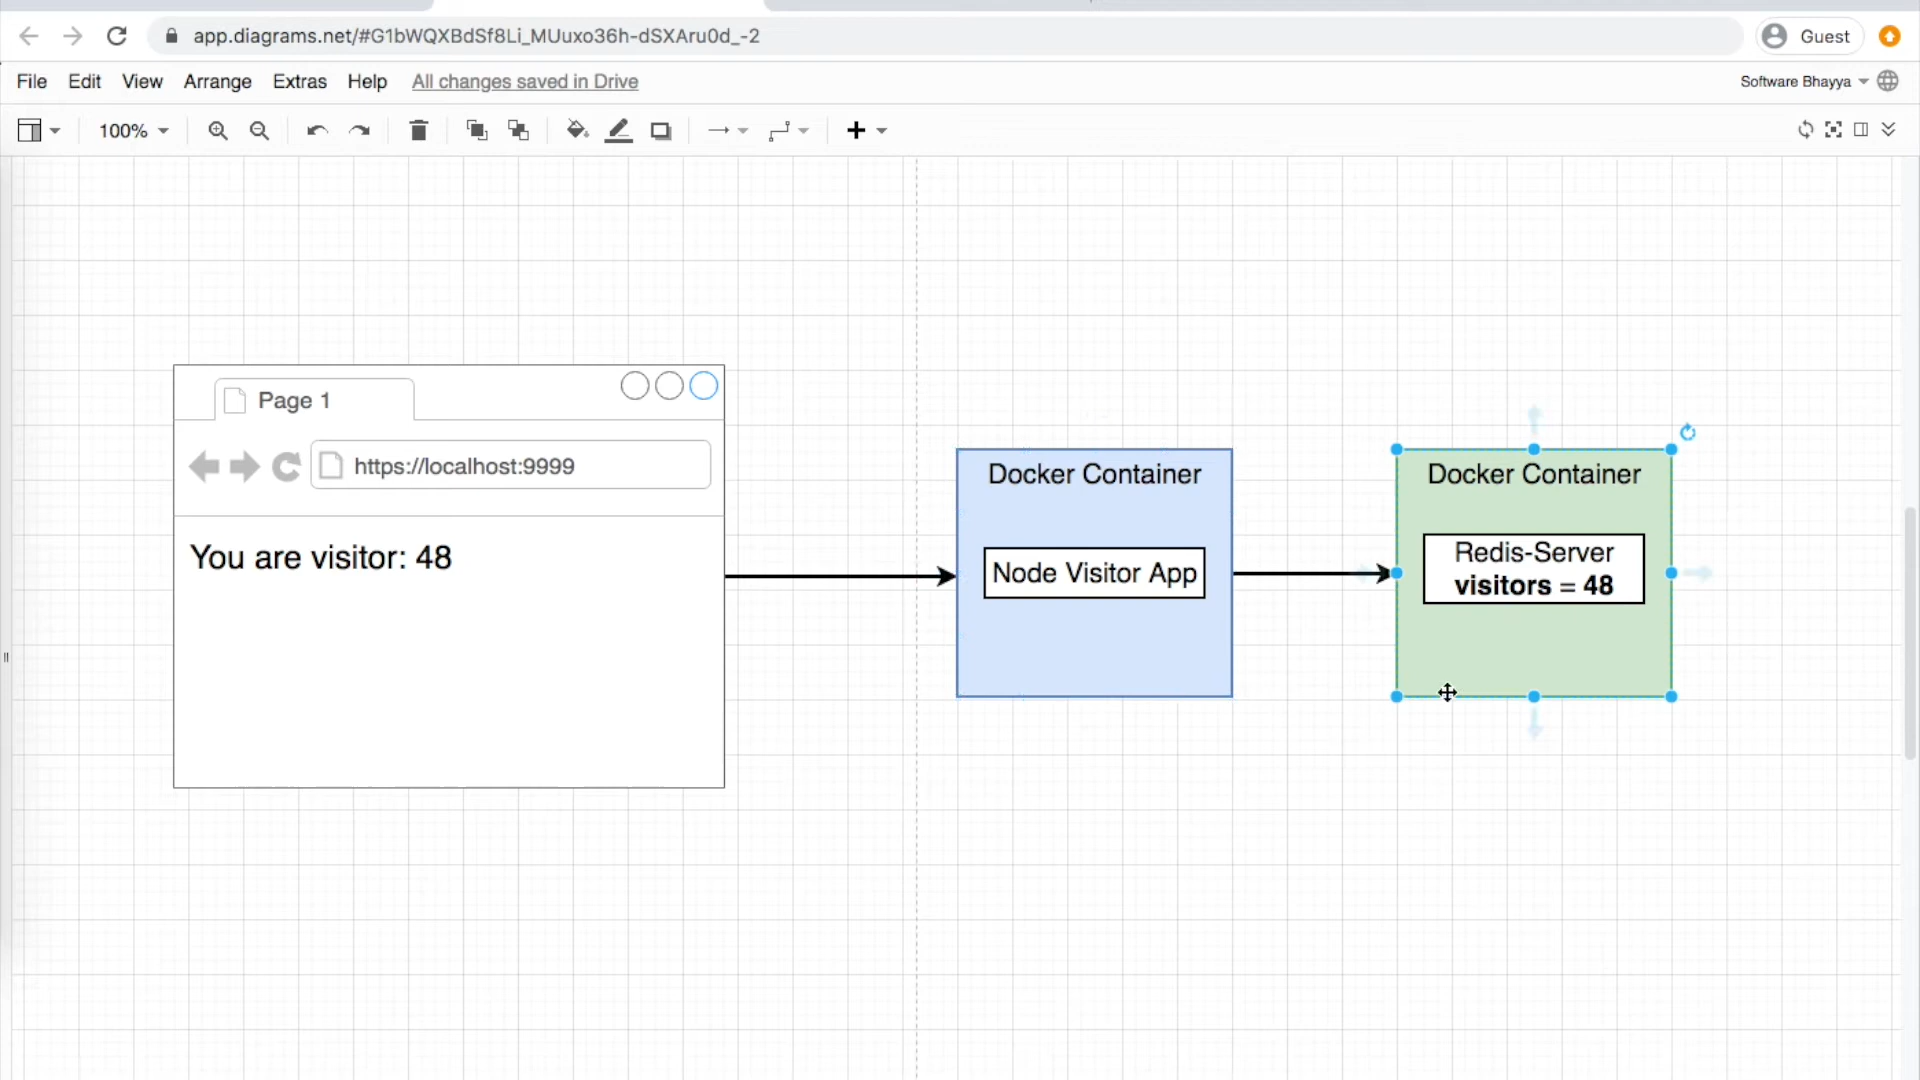 app.diagrams.net/#G1bWQXBdSf8Li_MUuxo36h-dSXAru0d_-2
Guest
File Edit View Arrange Extras Help All changes saved in Drive
Software Bhayya
100%
Page 1
https://localhost:9999
You are visitor: 48
Docker Container
Node Visitor App
Docker Container
Redis-Server
visitors = 48